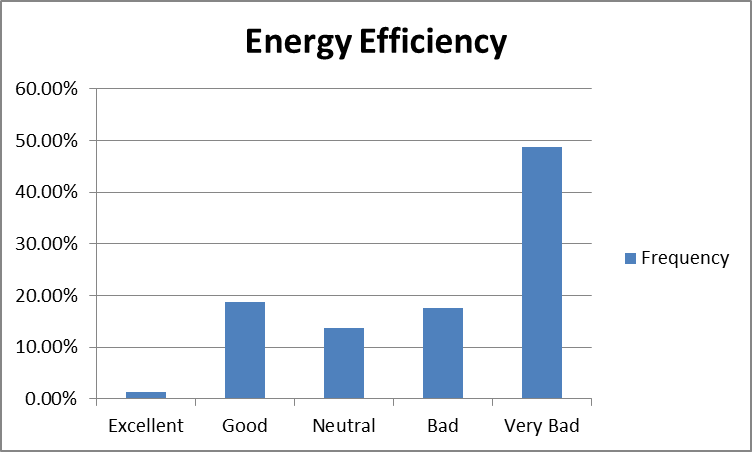 Energy Efficiency
60.00%
50.00%
40.00%
30.00%
20.00%
10.00%
0.00%
Excellent Good Neutral Bad Very Bad
Frequency